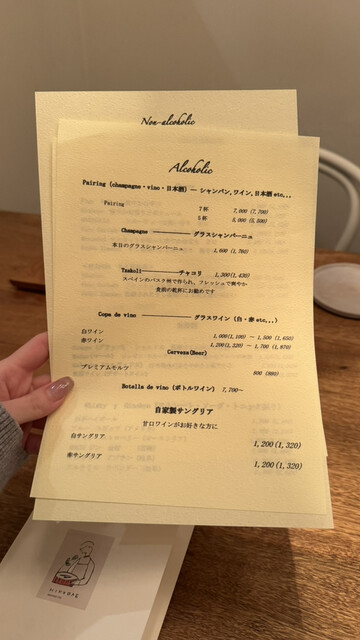 Non-alcoholic
Alcoholic
Pairing (champagne・vino・日本酒) ― シャンパン,ワイン,日本酒 etc...
Pairing 7杯 7,000 (7,700)
5杯 5,000 (5,500)
Champagne ――――― グラスシャンパーニュ
本日のグラスシャンパーニュ 1,600 (1,760)
Txakoli――――チャコリ 1,300(1,430)
スペインのバスク州で作られ、フレッシュで爽やか
食前の乾杯にお勧めです
Copa de vino ――――― グラスワイン (白・赤 etc...)
白ワイン 1,000(1,100) ー 1,500 (1,650)
赤ワイン 1,200(1,320) ー 1,700 (1,870)
Cerveza(Beer)
プレミアムモルツ 800 (880)
Botella de vino (ボトルワイン) 7,700~
自家製サングリア
甘口ワインがお好きな方に
白サングリア 1,200(1,320)
赤サングリア 1,200(1,320)